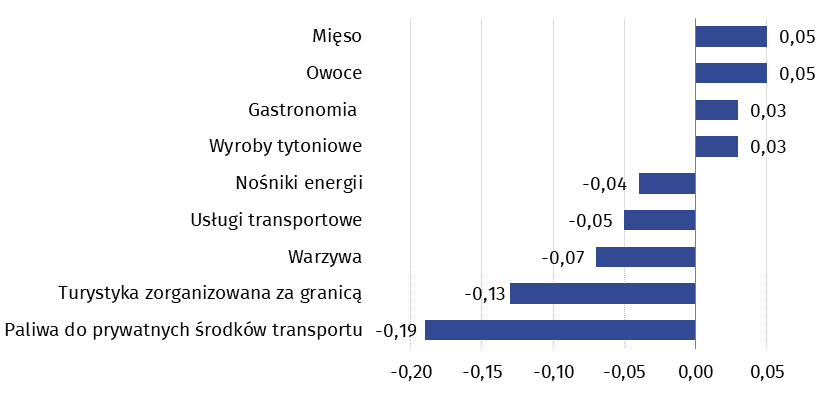 Mięso 0,05
Owoce 0,05
Gastronomia 0,03
Wyroby tytoniowe 0,03
Nośniki energii -0,04
Usługi transportowe -0,05
Warzywa -0,07
Turystyka zorganizowana za granicą -0,13
Paliwa do prywatnych środków transportu -0,19
-0,20 -0,15 -0,10 -0,05 0,00 0,05